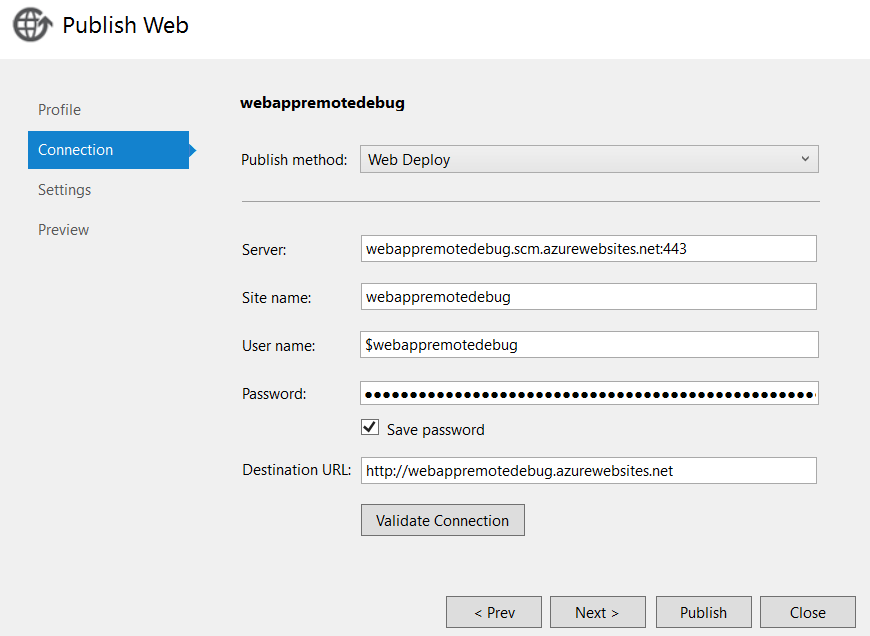 Publish Web
Profile
Connection
Settings
Preview
webappremotedebug
Publish method: Web Deploy
Server: webappremotedebug.scm.azurewebsites.net:443
Site name: webappremotedebug
User name: $webappremotedebug
Password:
Save password
Destination URL: http://webappremotedebug.azurewebsites.net
Validate Connection
< Prev Next > Publish Close